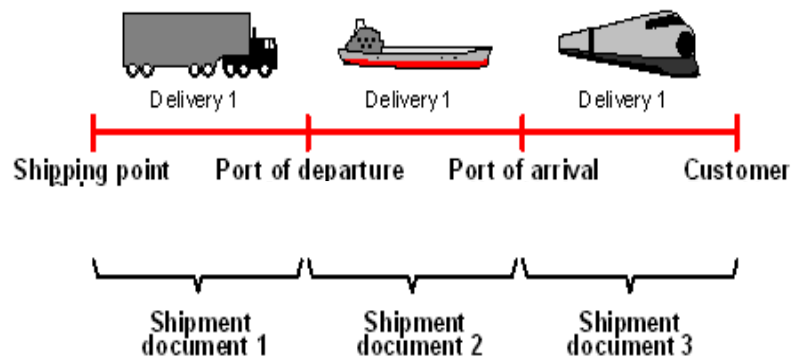 Delivery 1 Delivery 1 Delivery 1
Shipping point Port of departure Port of arrival Customer
Shipment Shipment Shipment
document 1 document 2 document 3